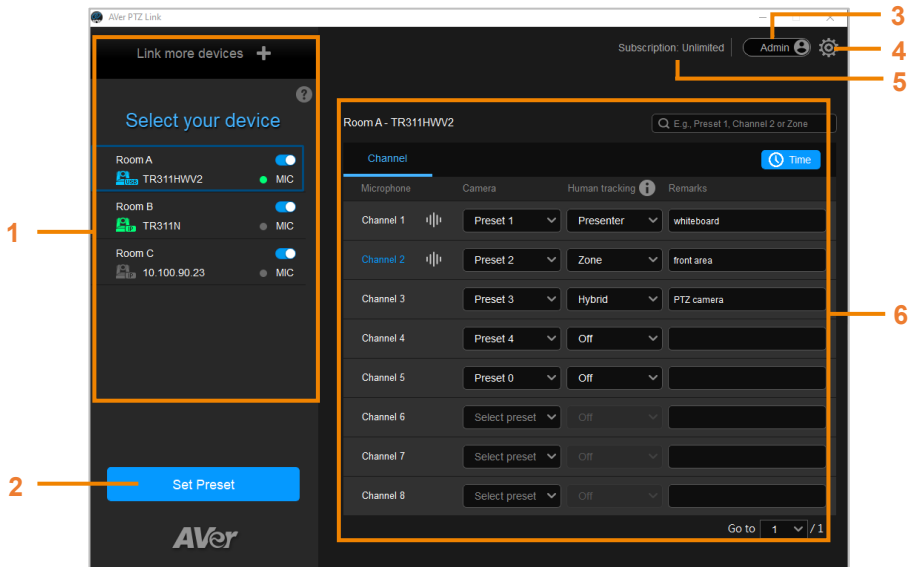 AVer PTZ Link
3
Link more devices +
Subscription: Unlimited
Admin
4
5
?
Select your device
Room A - TR311HWV2
E.g., Preset 1, Channel 2 or Zone
Room A
USB TR311HWV2 MIC
Channel
Time
Microphone Camera Human tracking i Remarks
Room B
IP TR311N MIC
Channel 1 Preset 1 Presenter whiteboard
1
Room C
IP 10.100.90.23 MIC
Channel 2 Preset 2 Zone front area
Channel 3 Preset 3 Hybrid PTZ camera
6
Channel 4 Preset 4 Off
Channel 5 Preset 0 Off
Channel 6 Select preset Off
Channel 7 Select preset Off
2
Set Preset
Channel 8 Select preset Off
Go to 1 / 1
AVer